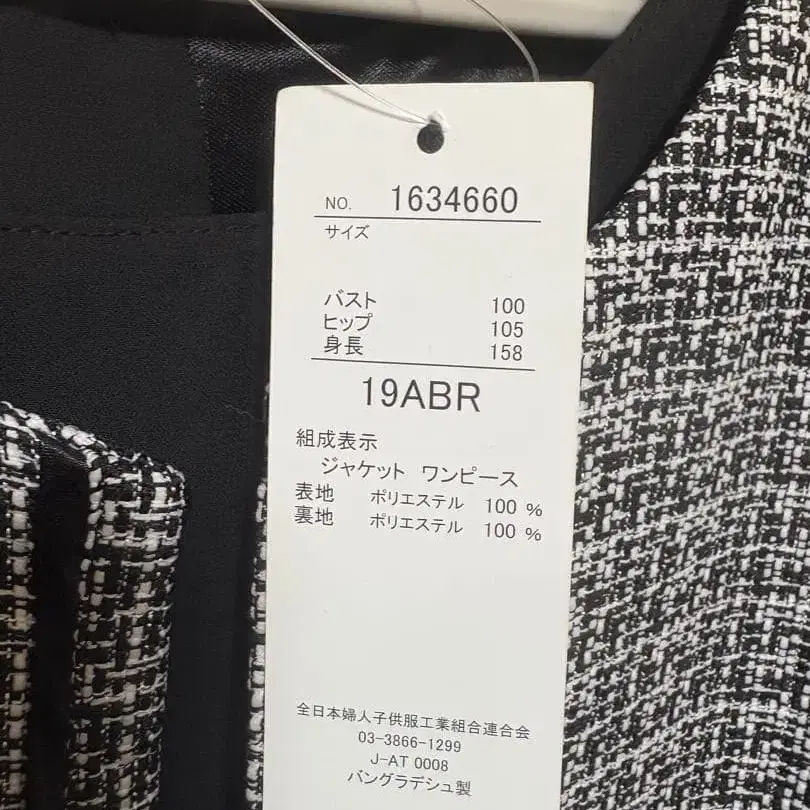 NO. 1634660
サイズ
バスト 100
ヒップ 105
身長 158
19ABR
組成表示
ジャケット ワンピース
表地 ポリエステル 100 %
裏地 ポリエステル 100 %
全日本婦人子供服工業組合連合会
03-3866-1299
J-AT 0008
バングラデシュ製